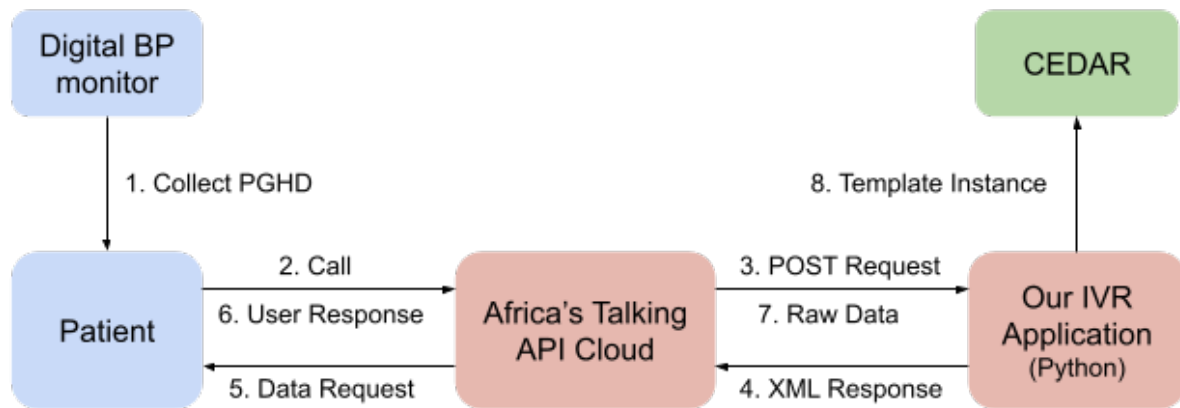 Digital BP
monitor
CEDAR
1. Collect PGHD
8. Template Instance
Patient
2. Call
6. User Response
5. Data Request
Africa's Talking
API Cloud
3. POST Request
7. Raw Data
4. XML Response
Our IVR
Application
(Python)